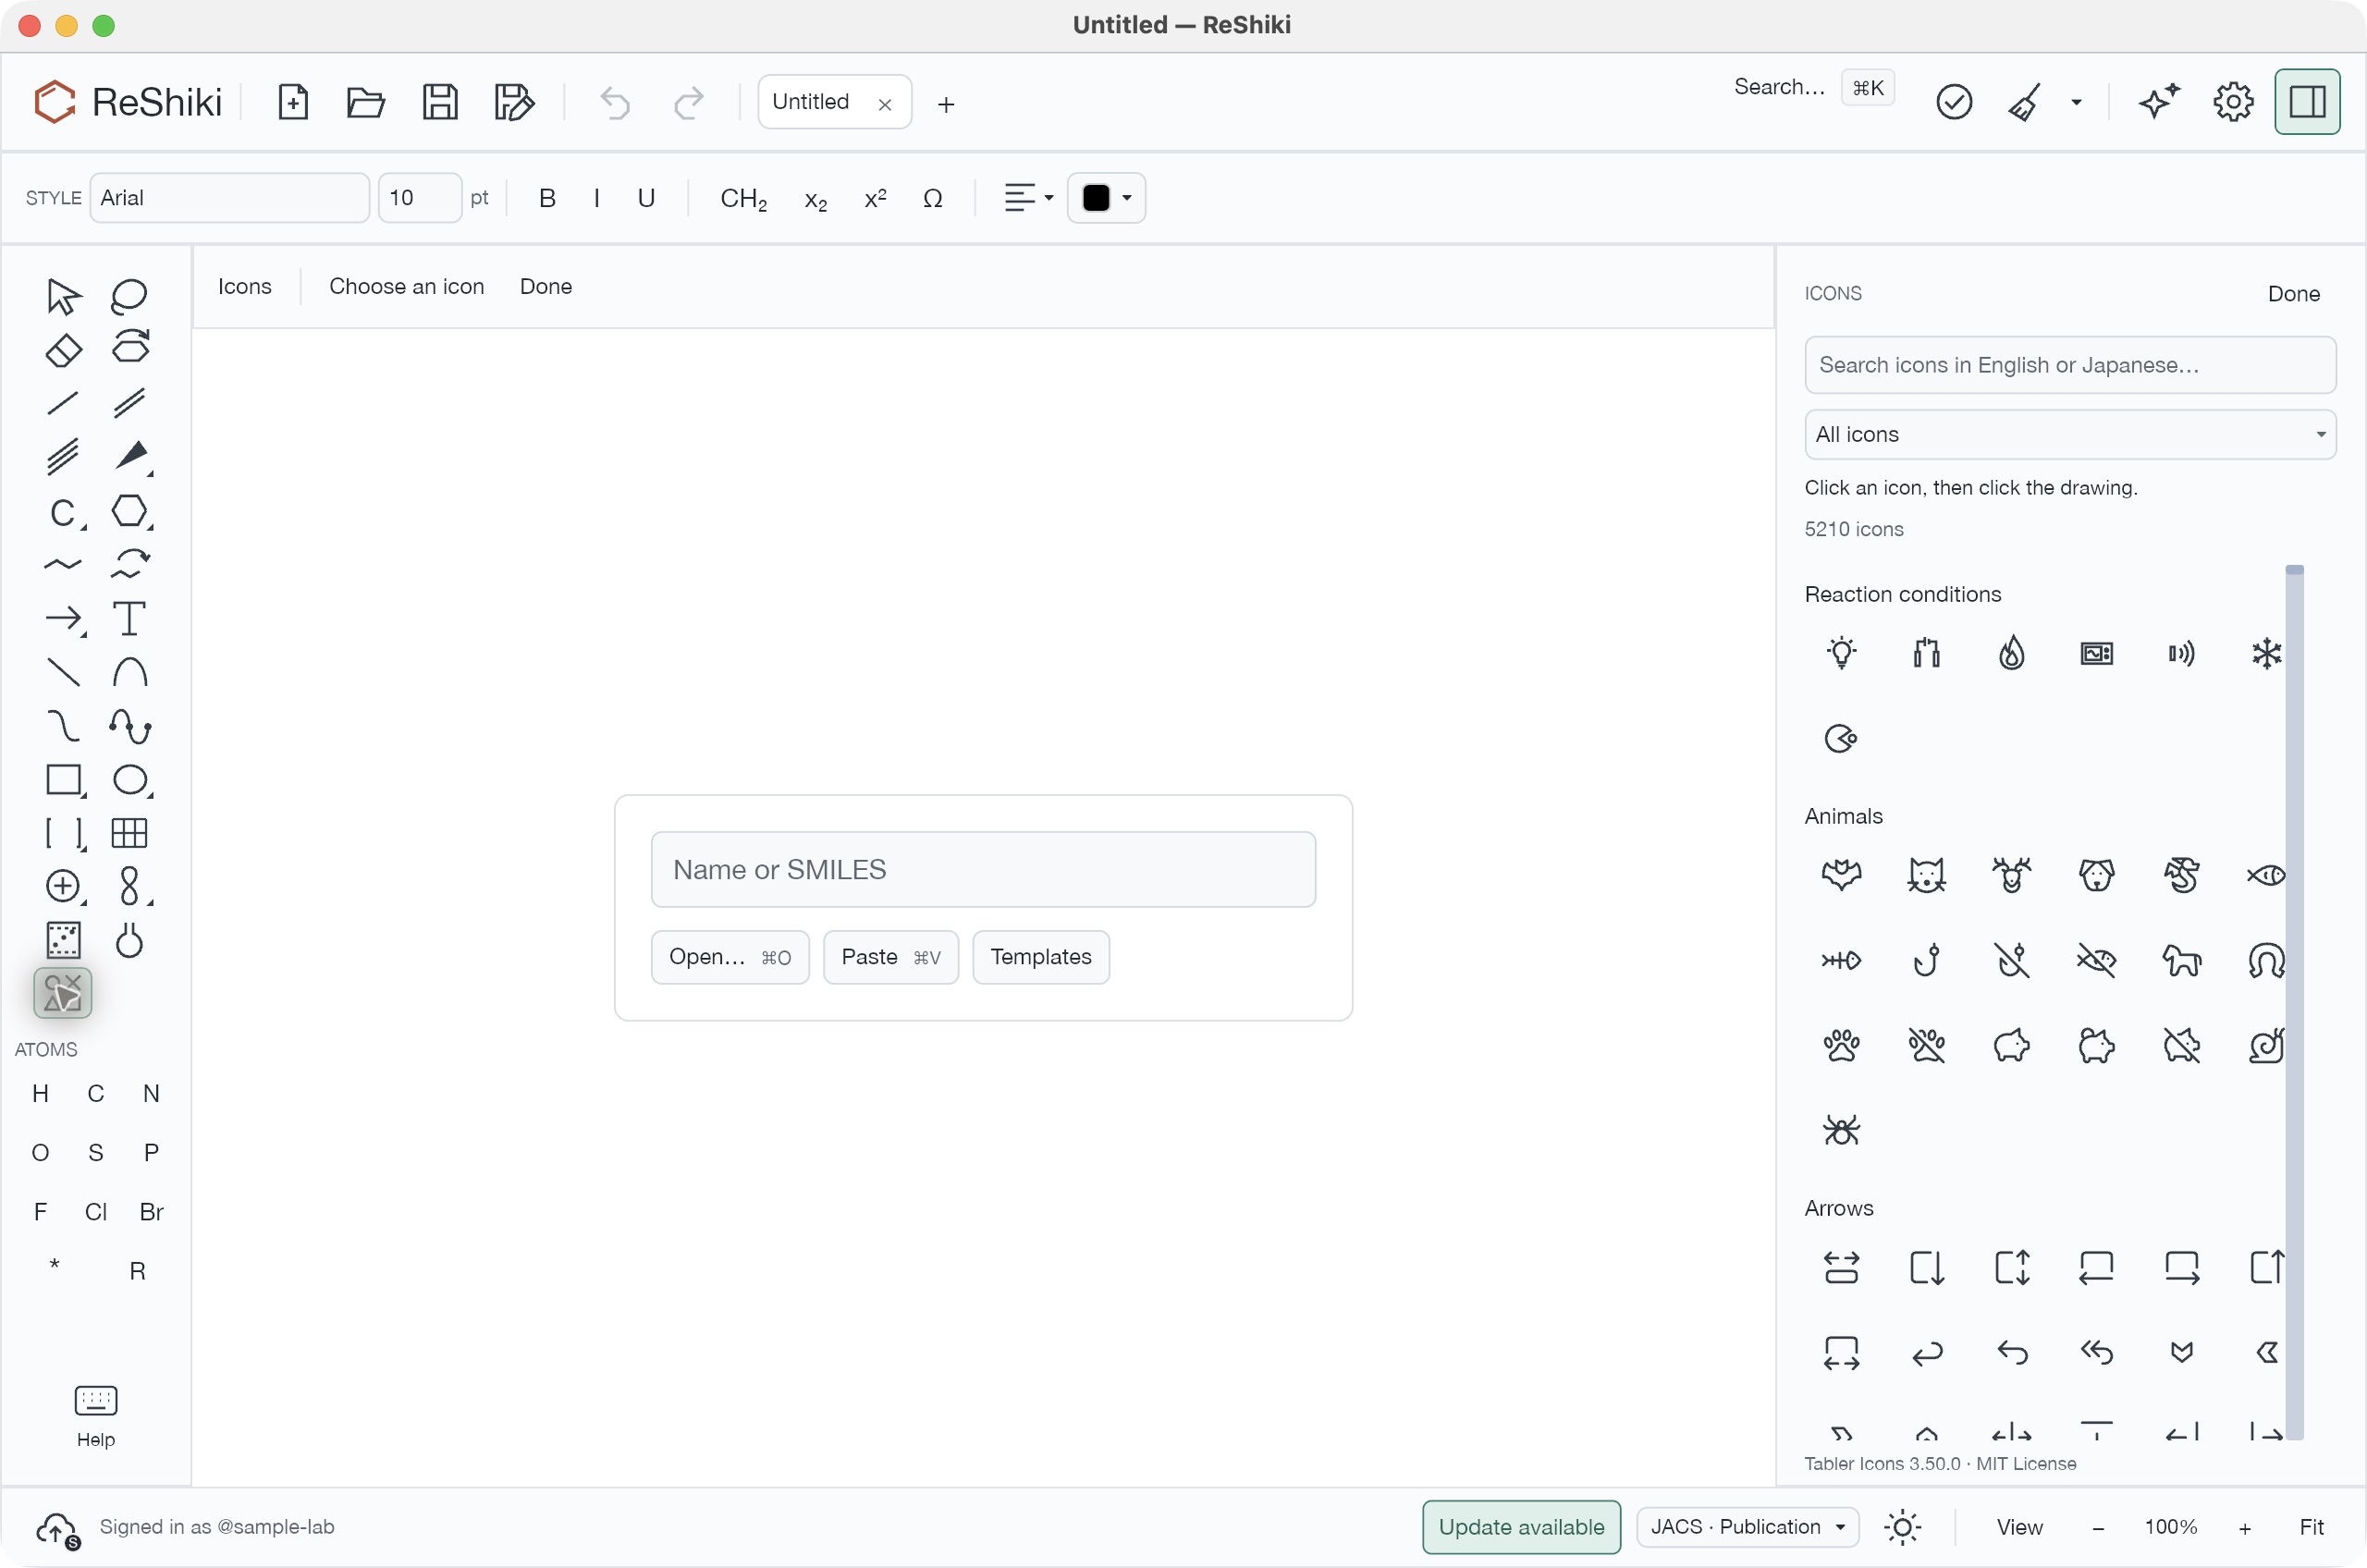 Untitled — ReShiki
ReShiki
Untitled ×
Search… ⌘K
STYLE Arial 10 pt B I U CH₂ x₂ x² Ω
Icons Choose an icon Done
ICONS Done
Search icons in English or Japanese…
All icons
Click an icon, then click the drawing.
5210 icons
Reaction conditions
Animals
Arrows
Tabler Icons 3.50.0 · MIT License
C
T
Name or SMILES
Open… ⌘O Paste ⌘V Templates
ATOMS
H C N
O S P
F Cl Br
* R
Help
S Signed in as @sample-lab
Update available JACS · Publication View − 100% + Fit